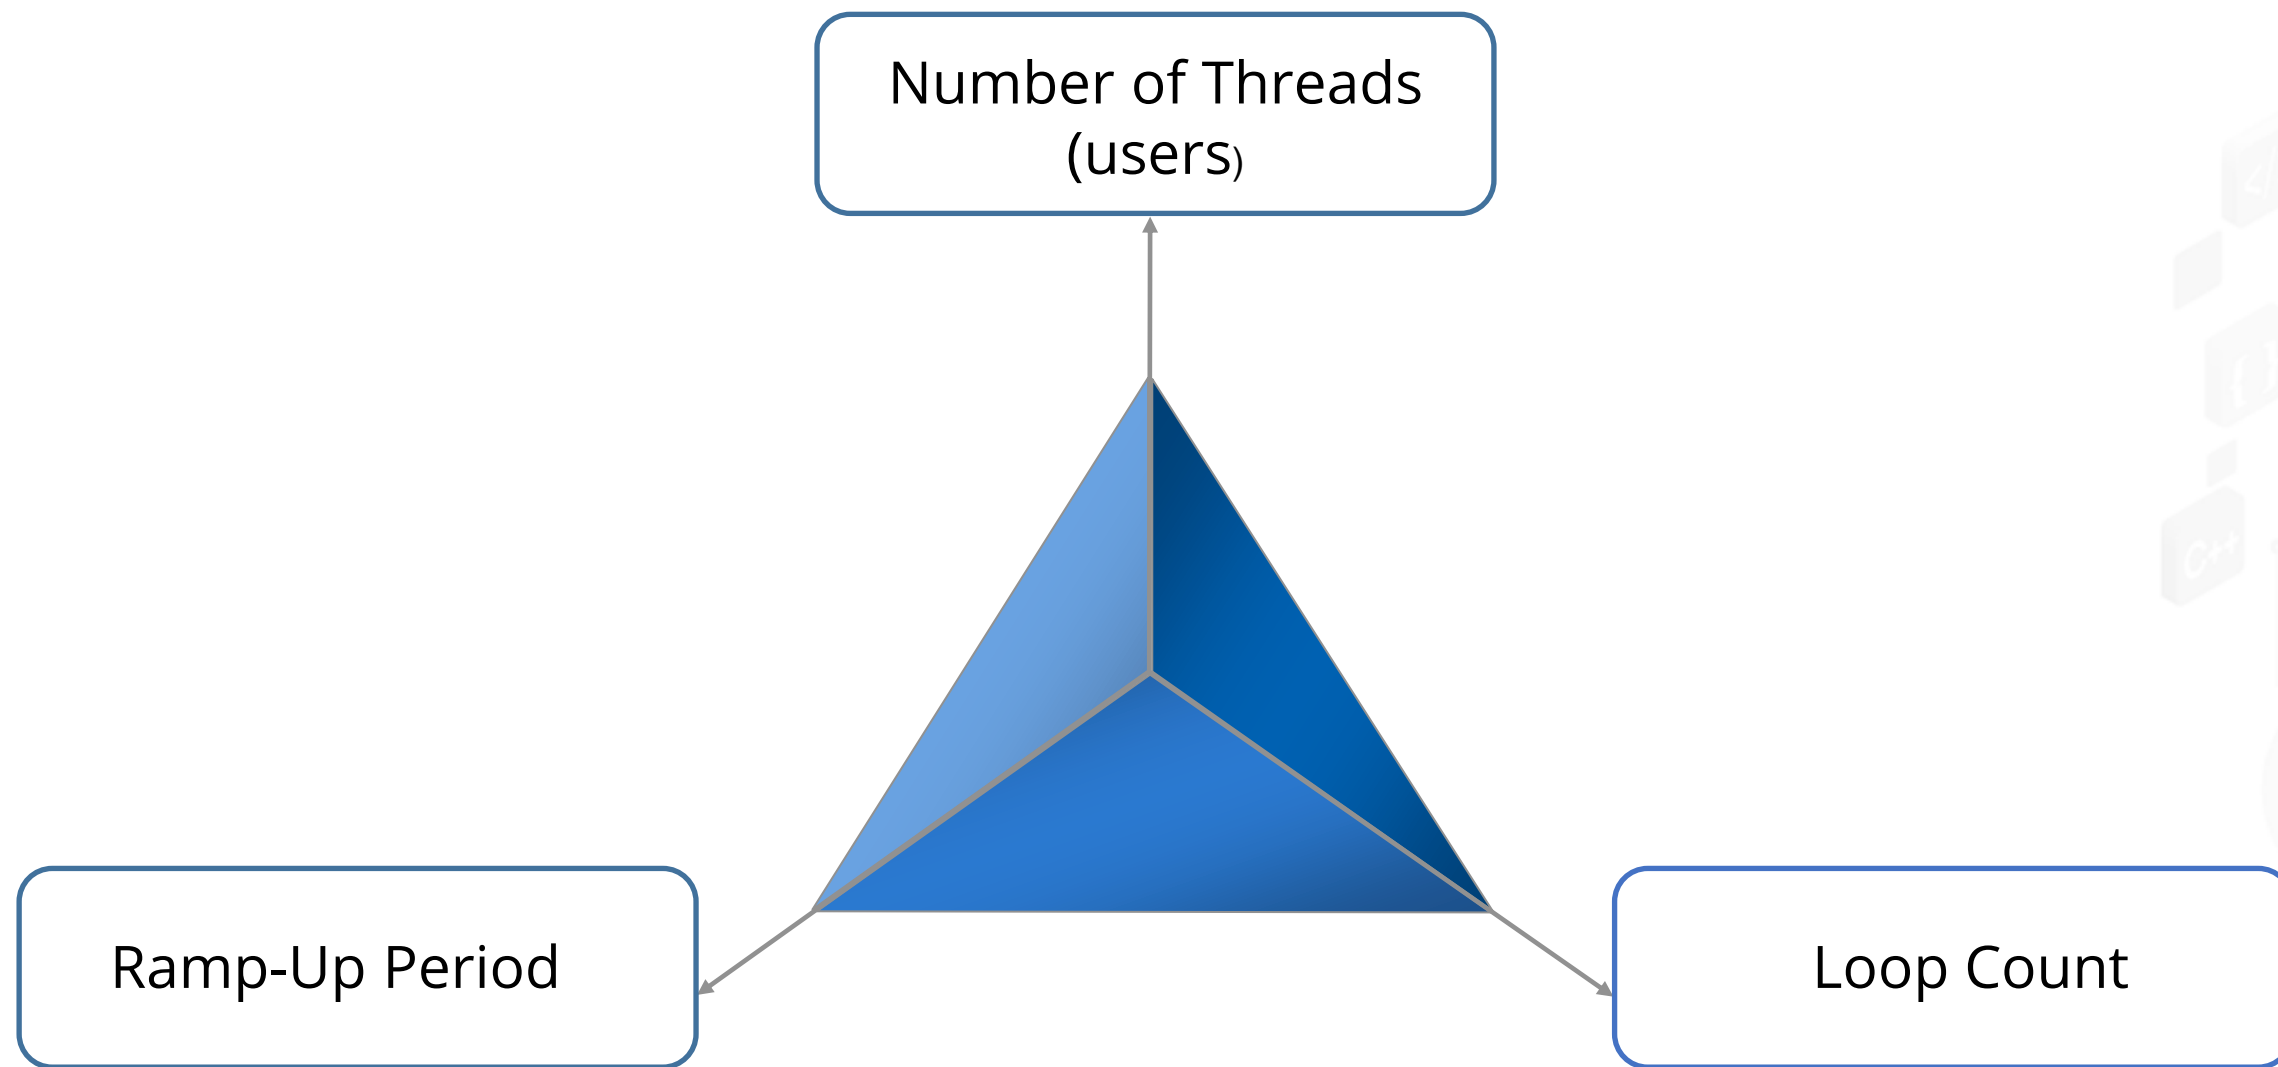 Number of Threads
(users)
</
{ }
C++
Ramp-Up Period
Loop Count